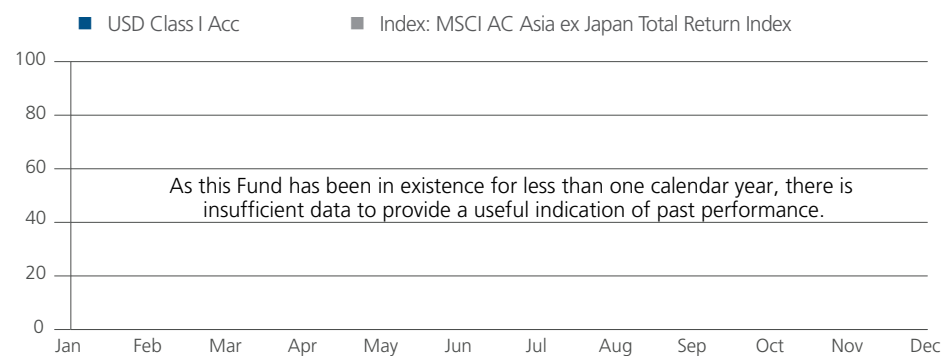 USD Class I Acc Index: MSCI AC Asia ex Japan Total Return Index
100
80
60
As this Fund has been in existence for less than one calendar year, there is
insufficient data to provide a useful indication of past performance.
40
20
0
Jan Feb Mar Apr May Jun Jul Aug Sep Oct Nov Dec